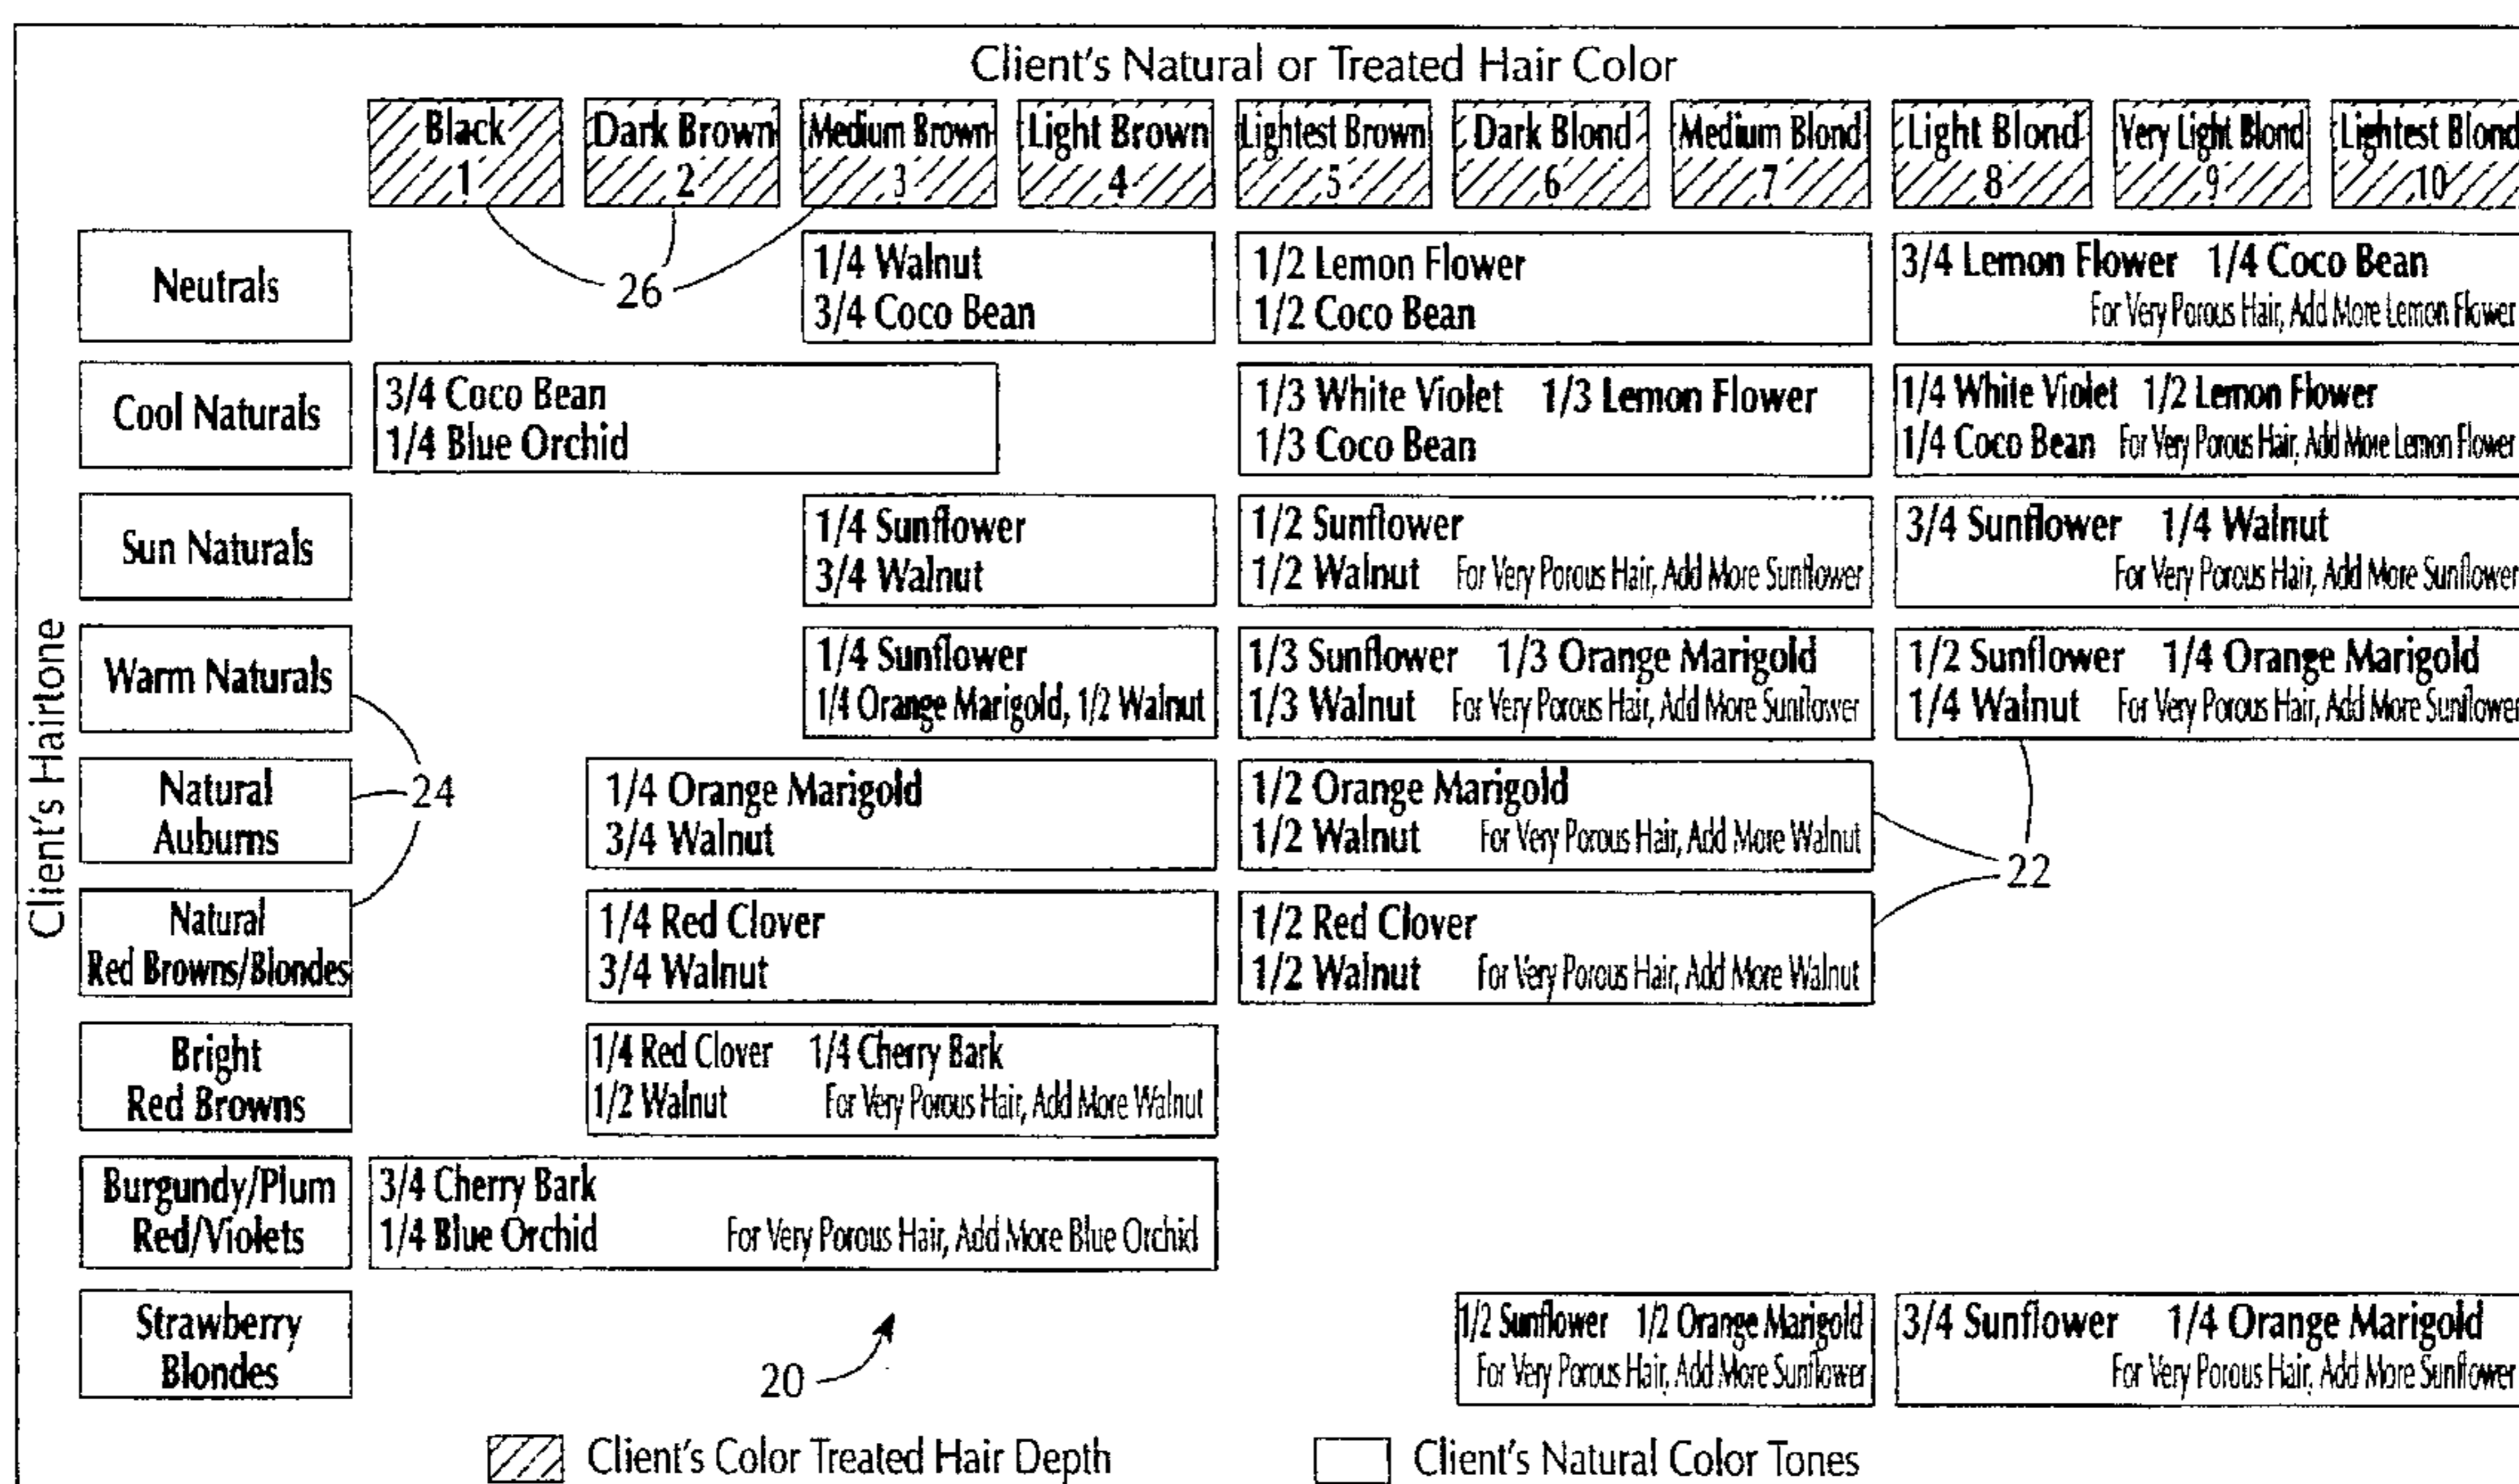 Client's Natural or Treated Hair Color
Black Dark Brown Medium Brown Light Brown Lightest Brown Dark Blond Medium Blond Light Blond Very Light Blond Lightest Blond
1 2 3 4 5 6 7 8 9 10
Client's Hairtone
Neutrals
26
1/4 Walnut
3/4 Coco Bean
1/2 Lemon Flower
1/2 Coco Bean
3/4 Lemon Flower 1/4 Coco Bean
For Very Porous Hair, Add More Lemon Flower
Cool Naturals
3/4 Coco Bean
1/4 Blue Orchid
1/3 White Violet 1/3 Lemon Flower
1/3 Coco Bean
1/4 White Violet 1/2 Lemon Flower
1/4 Coco Bean For Very Porous Hair, Add More Lemon Flower
Sun Naturals
1/4 Sunflower
3/4 Walnut
1/2 Sunflower
1/2 Walnut For Very Porous Hair, Add More Sunflower
3/4 Sunflower 1/4 Walnut
For Very Porous Hair, Add More Sunflower
Warm Naturals
1/4 Sunflower
1/4 Orange Marigold, 1/2 Walnut
1/3 Sunflower 1/3 Orange Marigold
1/3 Walnut For Very Porous Hair, Add More Sunflower
1/2 Sunflower 1/4 Orange Marigold
1/4 Walnut For Very Porous Hair, Add More Sunflower
Natural
Auburns
24
1/4 Orange Marigold
3/4 Walnut
1/2 Orange Marigold
1/2 Walnut For Very Porous Hair, Add More Walnut
22
Natural
Red Browns/Blondes
1/4 Red Clover
3/4 Walnut
1/2 Red Clover
1/2 Walnut For Very Porous Hair, Add More Walnut
Bright
Red Browns
1/4 Red Clover 1/4 Cherry Bark
1/2 Walnut For Very Porous Hair, Add More Walnut
Burgundy/Plum
Red/Violets
3/4 Cherry Bark
1/4 Blue Orchid For Very Porous Hair, Add More Blue Orchid
Strawberry
Blondes
20
1/2 Sunflower 1/2 Orange Marigold
For Very Porous Hair, Add More Sunflower
3/4 Sunflower 1/4 Orange Marigold
For Very Porous Hair, Add More Sunflower
Client's Color Treated Hair Depth
Client's Natural Color Tones